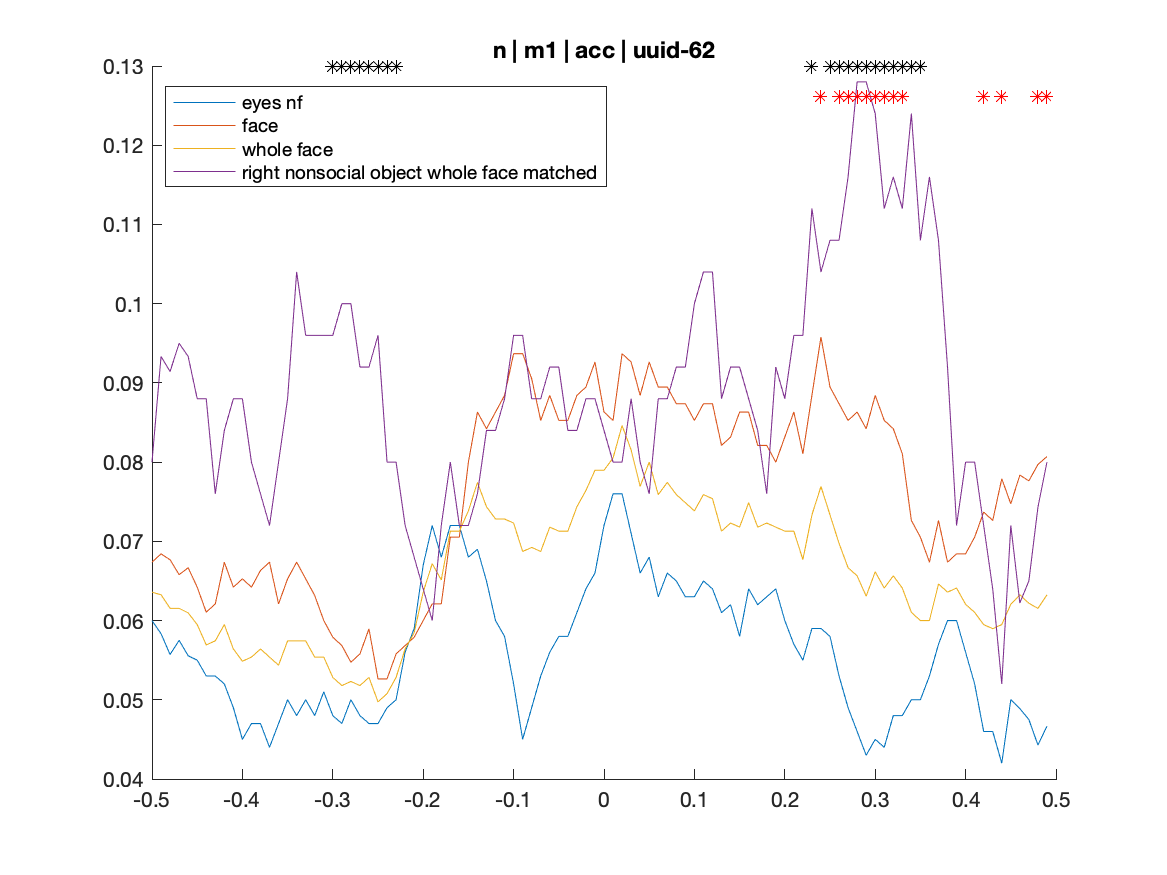 n | m1 | acc | uuid-62
0.13
eyes nf
face
whole face
right nonsocial object whole face matched
0.12
0.11
0.1
0.09
0.08
0.07
0.06
0.05
0.04
-0.5 -0.4 -0.3 -0.2 -0.1 0 0.1 0.2 0.3 0.4 0.5